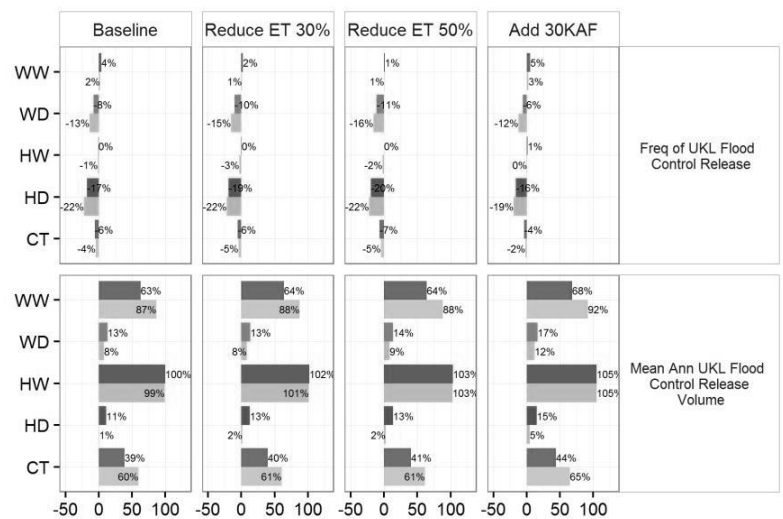 Baseline Reduce ET 30% Reduce ET 50% Add 30KAF
WW 4% 2% 1% 5%
2% 1% 1% 3%
WD -8% -10% -11% -6%
-13% -15% -16% -12%
HW 0% 0% 0% 1%
-1% -3% -2% 0%
HD -17% -19% -20% -16%
-22% -22% -22% -19%
CT -6% -6% -7% -4%
-4% -5% -5% -2%
Freq of UKL Flood
Control Release
WW 63% 64% 64% 68%
87% 88% 88% 92%
WD 13% 13% 14% 17%
8% 8% 9% 12%
HW 100% 102% 103% 105%
99% 101% 103% 105%
HD 11% 13% 13% 15%
1% 2% 2% 5%
CT 39% 40% 41% 44%
60% 61% 61% 65%
Mean Ann UKL Flood
Control Release
Volume
-50 0 50 100 -50 0 50 100 -50 0 50 100 -50 0 50 100